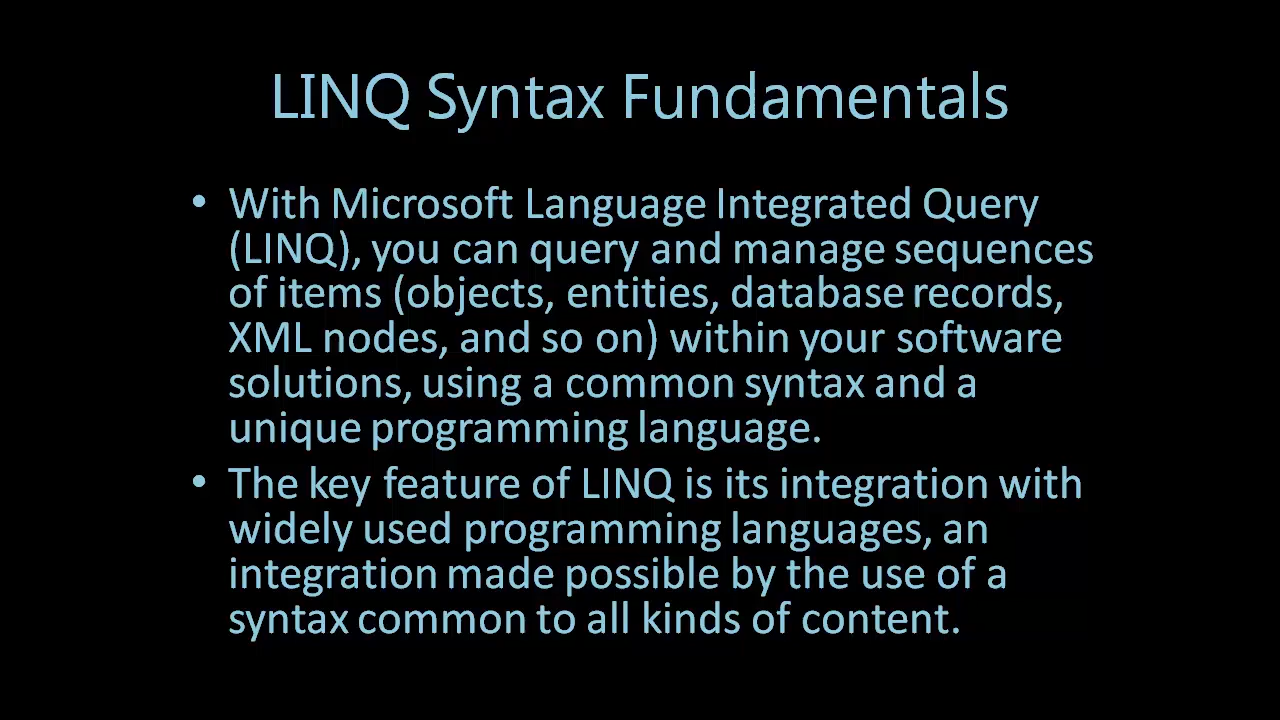 LINQ Syntax Fundamentals
• With Microsoft Language Integrated Query
(LINQ), you can query and manage sequences
of items (objects, entities, database records,
XML nodes, and so on) within your software
solutions, using a common syntax and a
unique programming language.
• The key feature of LINQ is its integration with
widely used programming languages, an
integration made possible by the use of a
syntax common to all kinds of content.